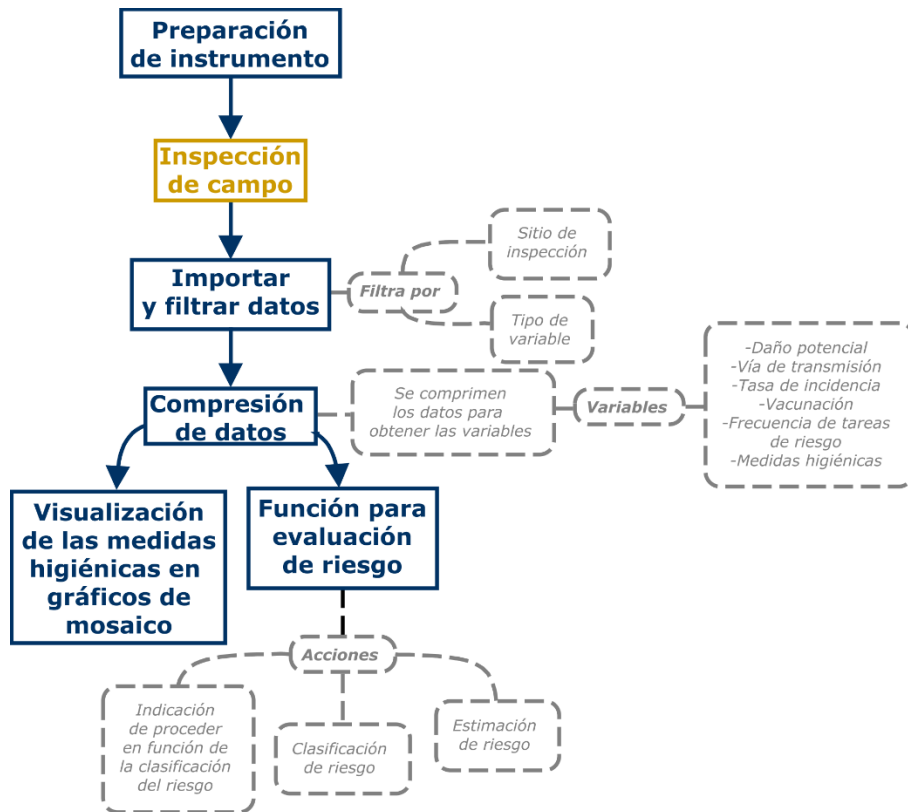 Preparación
de instrumento
Inspección
de campo
Importar
y filtrar datos
Filtra por
Sitio de
inspección
Tipo de
variable
Compresión
de datos
Se comprimen
los datos para
obtener las variables
Variables
-Daño potencial
-Vía de transmisión
-Tasa de incidencia
-Vacunación
-Frecuencia de tareas
de riesgo
-Medidas higiénicas
Visualización
de las medidas
higiénicas en
gráficos de
mosaico
Función para
evaluación
de riesgo
Acciones
Indicación
de proceder
en función de
la clasificación
del riesgo
Clasificación
de riesgo
Estimación
de riesgo